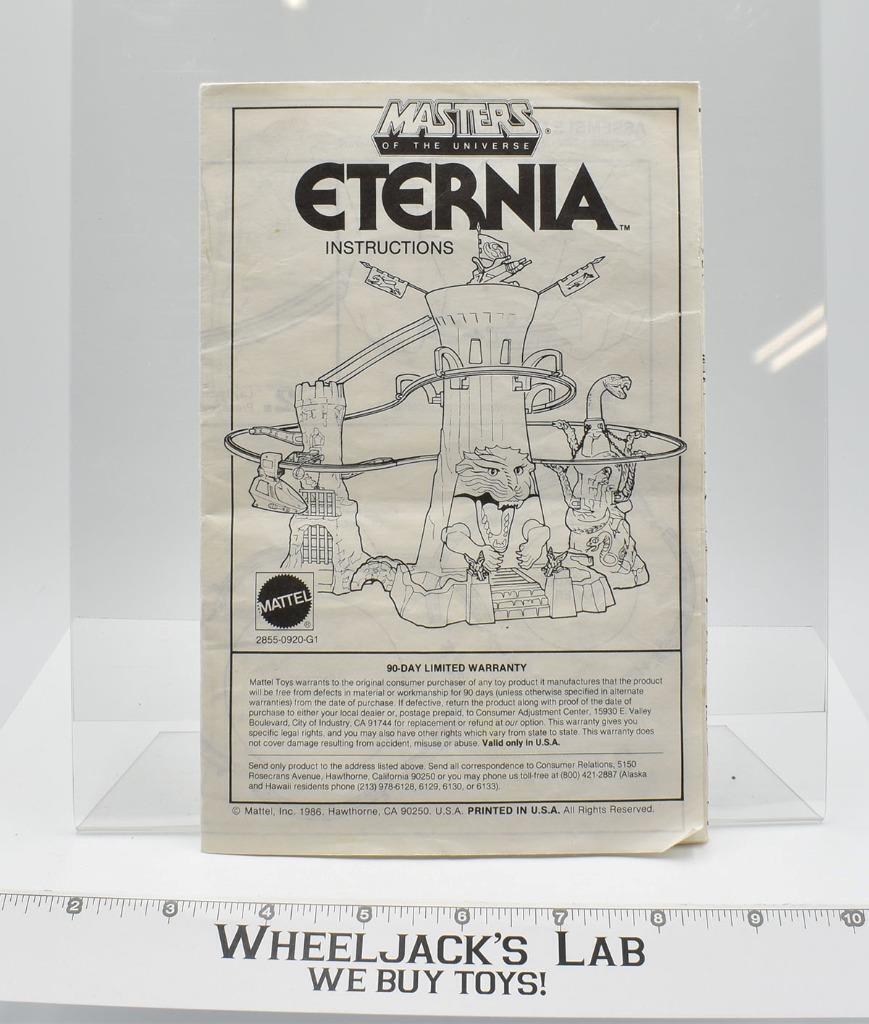 MASTERS®
OF THE UNIVERSE
ETERNIA™
INSTRUCTIONS
MATTEL®
2855-0920-G1
90-DAY LIMITED WARRANTY
Mattel Toys warrants to the original consumer purchaser of any toy product it manufactures that the product
will be free from defects in material or workmanship for 90 days (unless otherwise specified in alternate
warranties) from the date of purchase. If defective, return the product along with proof of the date of
purchase to either your local dealer or, postage prepaid, to Consumer Adjustment Center, 15930 E. Valley
Boulevard, City of Industry, CA 91744 for replacement or refund at our option. This warranty gives you
specific legal rights, and you may also have other rights which vary from state to state. This warranty does
not cover damage resulting from accident, misuse or abuse. Valid only in U.S.A.
Send only product to the address listed above. Send all correspondence to Consumer Relations, 5150
Rosecrans Avenue, Hawthorne, California 90250 or you may phone us toll-free at (800) 421-2887 (Alaska
and Hawaii residents phone (213) 978-6128, 6129, 6130, or 6133).
© Mattel, Inc. 1986. Hawthorne, CA 90250. U.S.A. PRINTED IN U.S.A. All Rights Reserved.
2 3 4 5 6 7 8 9 10
WHEELJACK'S LAB
WE BUY TOYS!